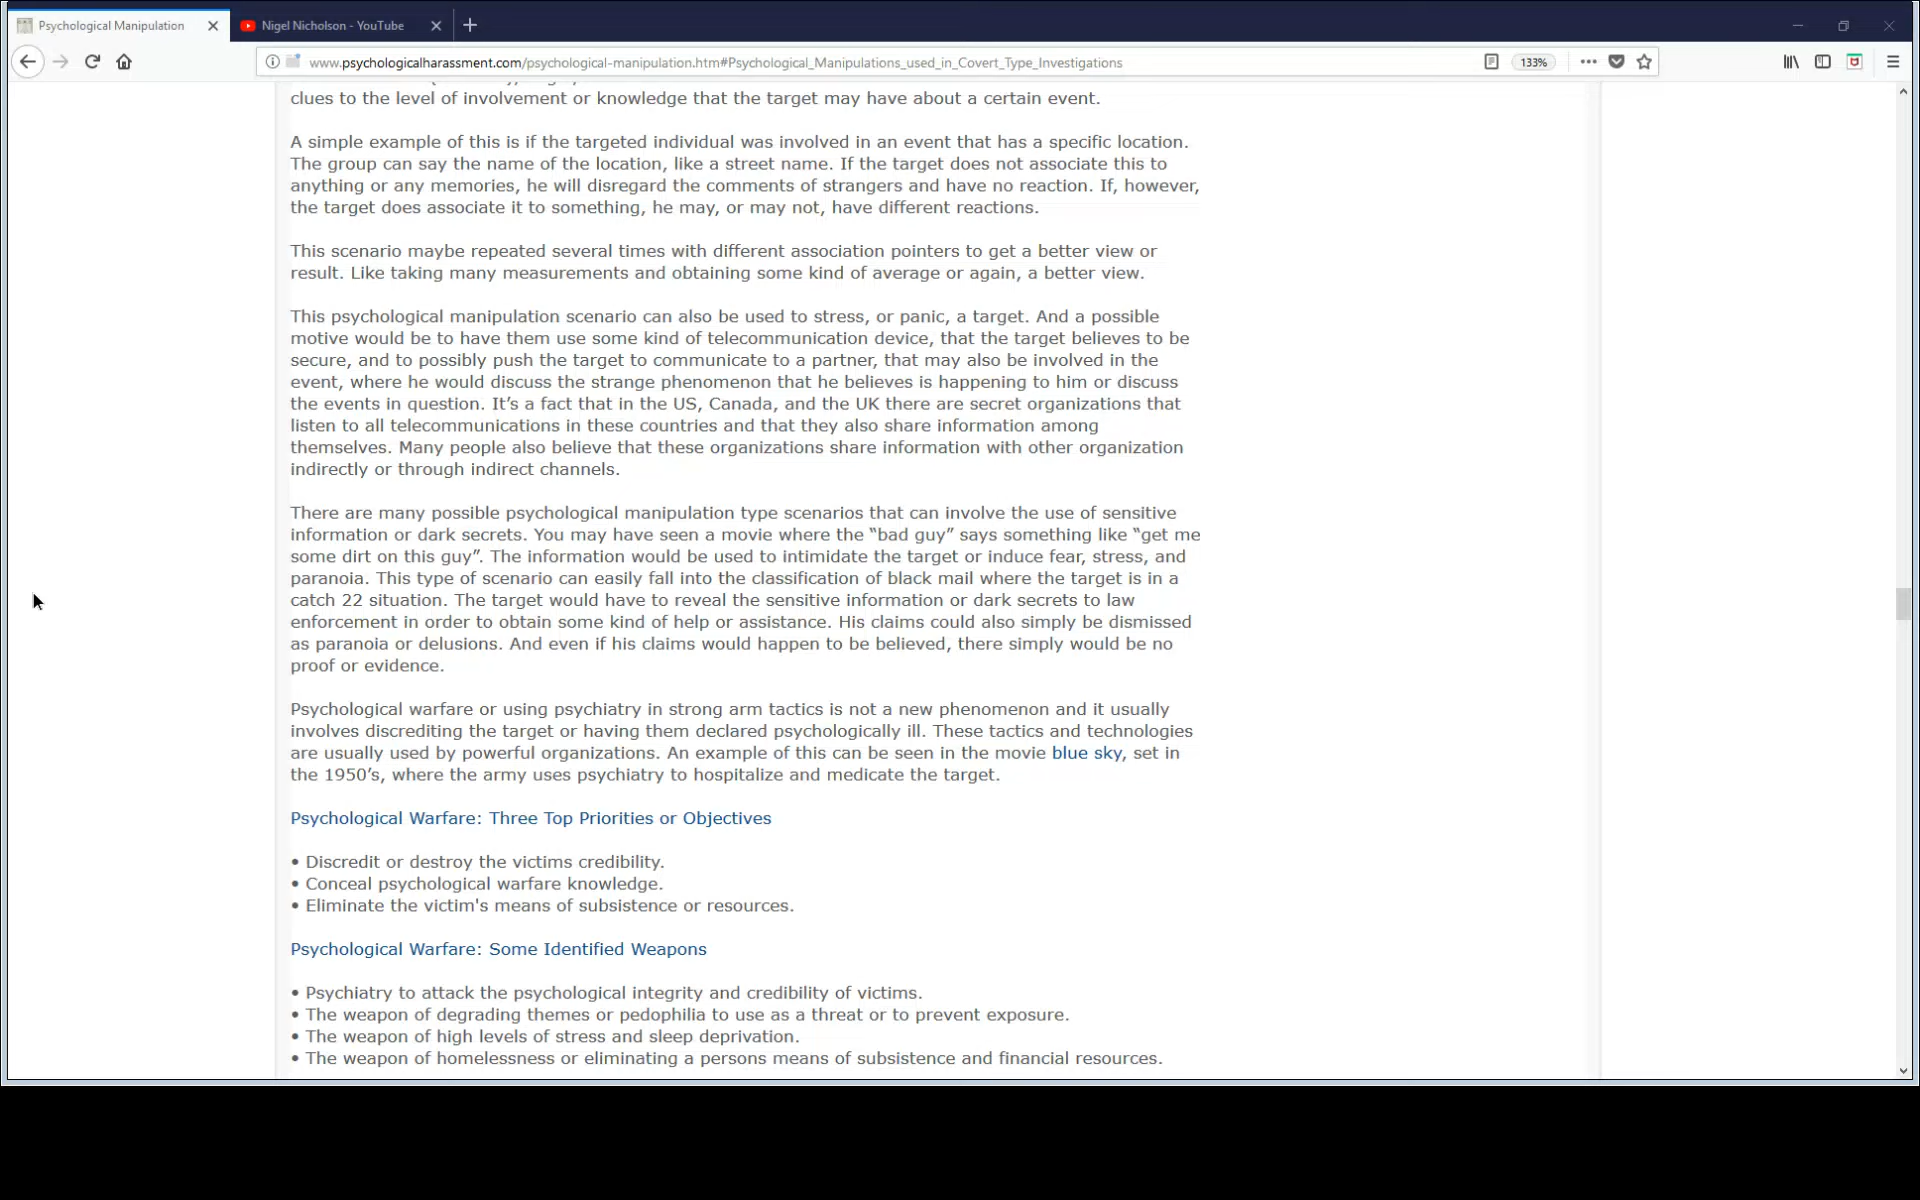 Psychological Manipulation
Nigel Nicholson - YouTube
www.psychologicalharassment.com/psychological-manipulation.htm#Psychological_Manipulations_used_in_Covert_Type_Investigations
133%
clues to the level of involvement or knowledge that the target may have about a certain event.
A simple example of this is if the targeted individual was involved in an event that has a specific location.
The group can say the name of the location, like a street name. If the target does not associate this to
anything or any memories, he will disregard the comments of strangers and have no reaction. If, however,
the target does associate it to something, he may, or may not, have different reactions.
This scenario maybe repeated several times with different association pointers to get a better view or
result. Like taking many measurements and obtaining some kind of average or again, a better view.
This psychological manipulation scenario can also be used to stress, or panic, a target. And a possible
motive would be to have them use some kind of telecommunication device, that the target believes to be
secure, and to possibly push the target to communicate to a partner, that may also be involved in the
event, where he would discuss the strange phenomenon that he believes is happening to him or discuss
the events in question. It’s a fact that in the US, Canada, and the UK there are secret organizations that
listen to all telecommunications in these countries and that they also share information among
themselves. Many people also believe that these organizations share information with other organization
indirectly or through indirect channels.
There are many possible psychological manipulation type scenarios that can involve the use of sensitive
information or dark secrets. You may have seen a movie where the “bad guy” says something like “get me
some dirt on this guy”. The information would be used to intimidate the target or induce fear, stress, and
paranoia. This type of scenario can easily fall into the classification of black mail where the target is in a
catch 22 situation. The target would have to reveal the sensitive information or dark secrets to law
enforcement in order to obtain some kind of help or assistance. His claims could also simply be dismissed
as paranoia or delusions. And even if his claims would happen to be believed, there simply would be no
proof or evidence.
Psychological warfare or using psychiatry in strong arm tactics is not a new phenomenon and it usually
involves discrediting the target or having them declared psychologically ill. These tactics and technologies
are usually used by powerful organizations. An example of this can be seen in the movie blue sky, set in
the 1950’s, where the army uses psychiatry to hospitalize and medicate the target.
Psychological Warfare: Three Top Priorities or Objectives
• Discredit or destroy the victims credibility.
• Conceal psychological warfare knowledge.
• Eliminate the victim's means of subsistence or resources.
Psychological Warfare: Some Identified Weapons
• Psychiatry to attack the psychological integrity and credibility of victims.
• The weapon of degrading themes or pedophilia to use as a threat or to prevent exposure.
• The weapon of high levels of stress and sleep deprivation.
• The weapon of homelessness or eliminating a persons means of subsistence and financial resources.